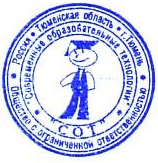 Россия * Тюменская область * г.Тюмень
Общество с ограниченной ответственностью
"Современные образовательные технологии"
"СОТ"